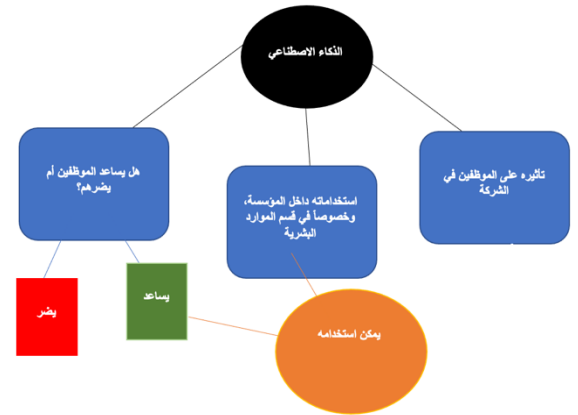 الذكاء الاصطناعي
تأثيره على الموظفين في
الشركة
استخداماته داخل المؤسسة،
وخصوصاً في قسم الموارد
البشرية
هل يساعد الموظفين أم
يضرهم؟
يساعد
يضر
يمكن استخدامه